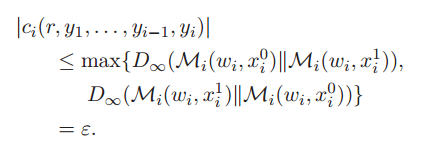 |c_i(r, y_1, . . . , y_{i−1}, y_i)|
≤ max{D_∞(ℳ_i(w_i, x_i^0)‖ℳ_i(w_i, x_i^1)),
D_∞(ℳ_i(w_i, x_i^1)‖ℳ_i(w_i, x_i^0))}
= ε.